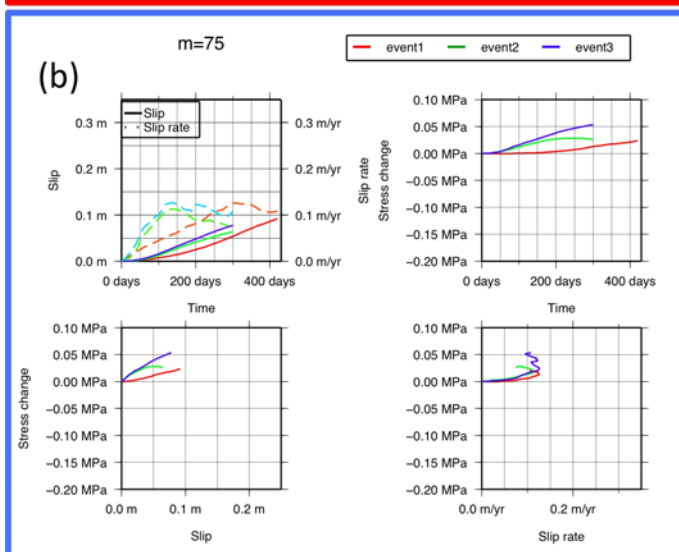 m=75
event1 event2 event3
(b)
Slip
Slip rate
0.3 m
0.2 m
0.1 m
0.0 m
Slip
0.3 m/yr
0.2 m/yr
0.1 m/yr
0.0 m/yr
Slip rate
0 days 200 days 400 days
Time
Stress change
0.10 MPa
0.05 MPa
0.00 MPa
−0.05 MPa
−0.10 MPa
−0.15 MPa
−0.20 MPa
0 days 200 days 400 days
Time
Stress change
0.10 MPa
0.05 MPa
0.00 MPa
−0.05 MPa
−0.10 MPa
−0.15 MPa
−0.20 MPa
0.0 m 0.1 m 0.2 m
Slip
0.10 MPa
0.05 MPa
0.00 MPa
−0.05 MPa
−0.10 MPa
−0.15 MPa
−0.20 MPa
0.0 m/yr 0.2 m/yr
Slip rate